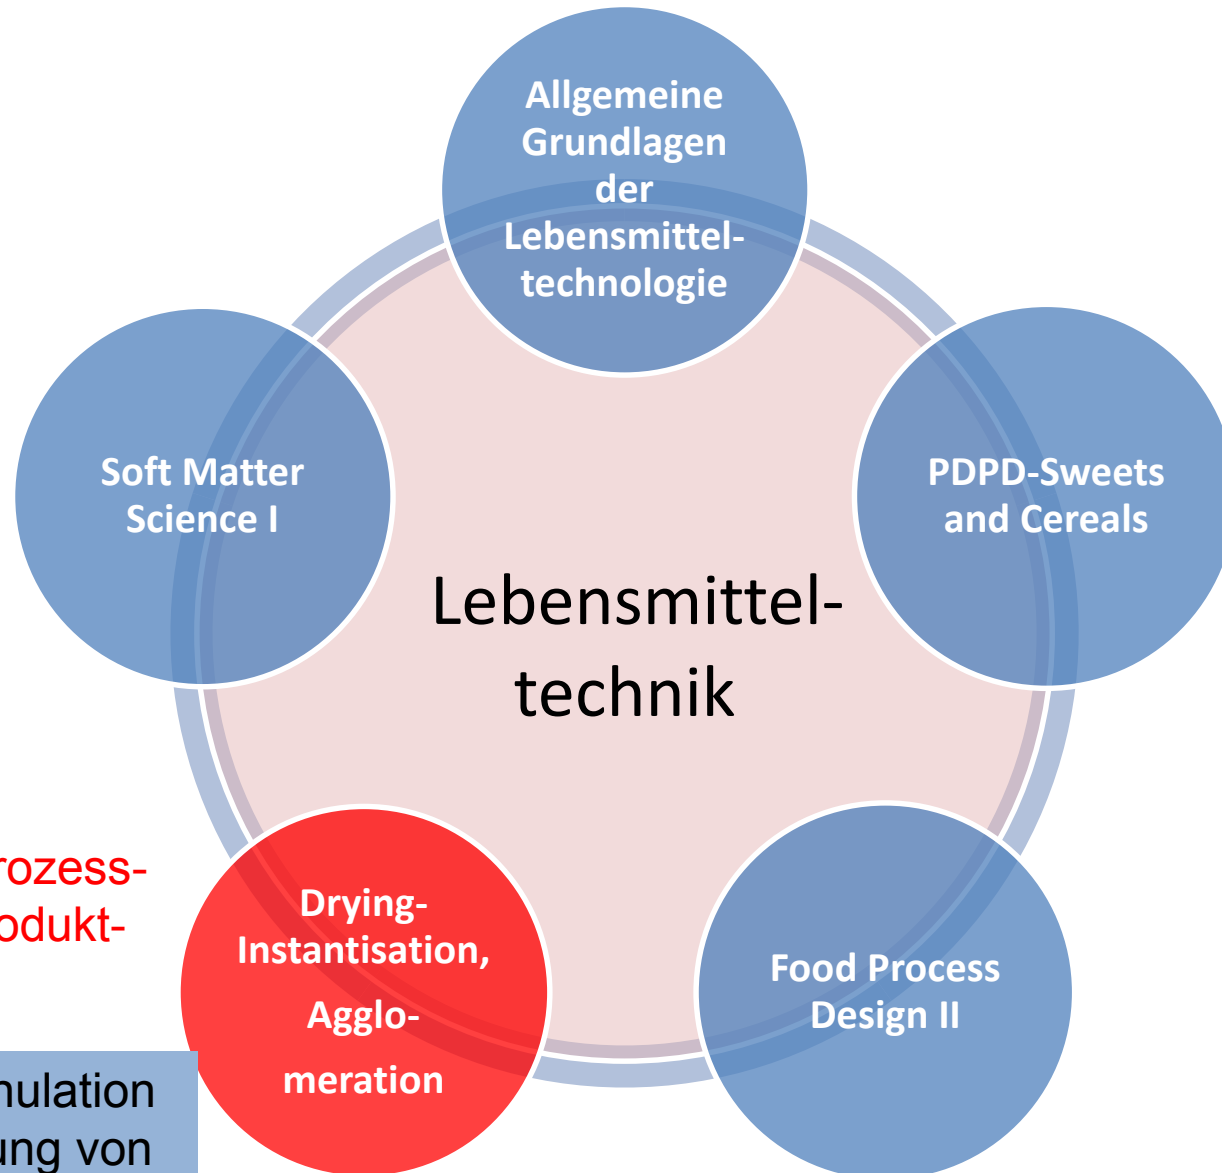 Allgemeine
Grundlagen
der
Lebensmittel-
technologie
Soft Matter
Science I
PDPD-Sweets
and Cereals
Lebensmittel-
technik
rozess-
odukt-
Drying-
Instantisation,
Agglo-
meration
Food Process
Design II
nulation
ung von